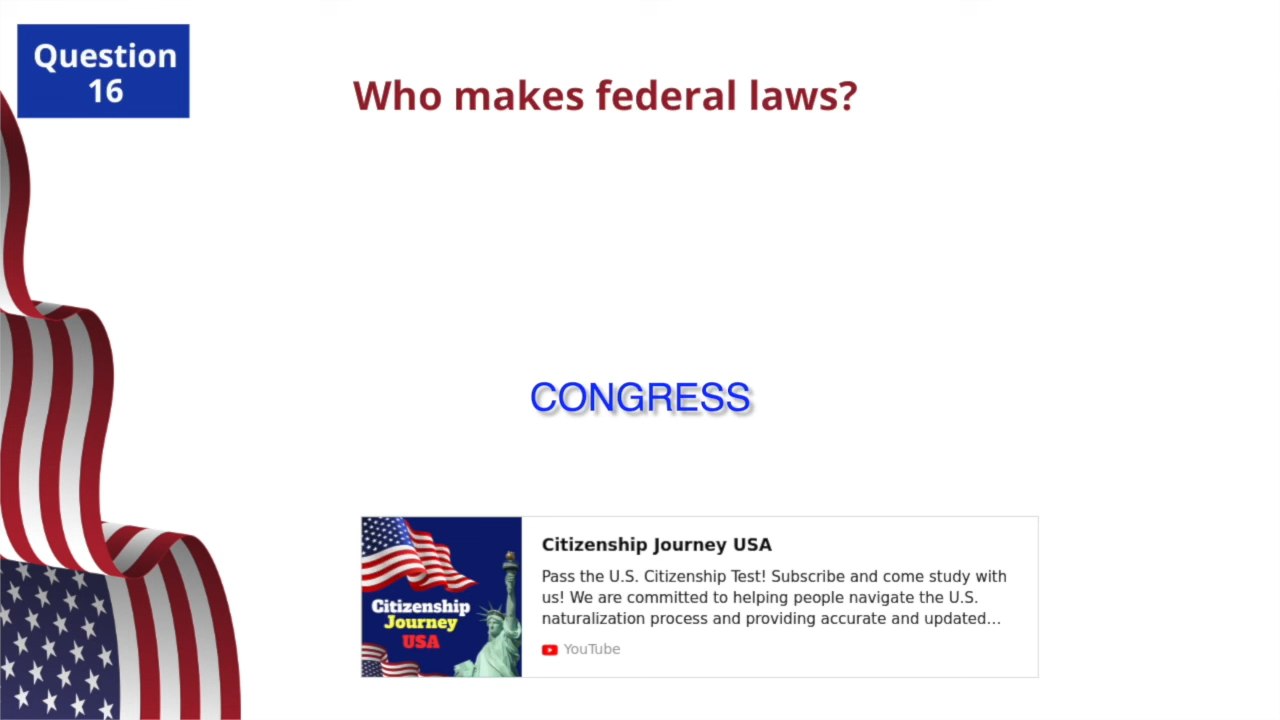 Question
16
Who makes federal laws?
CONGRESS
Citizenship
Journey
USA
Citizenship Journey USA
Pass the U.S. Citizenship Test! Subscribe and come study with
us! We are committed to helping people navigate the U.S.
naturalization process and providing accurate and updated...
YouTube